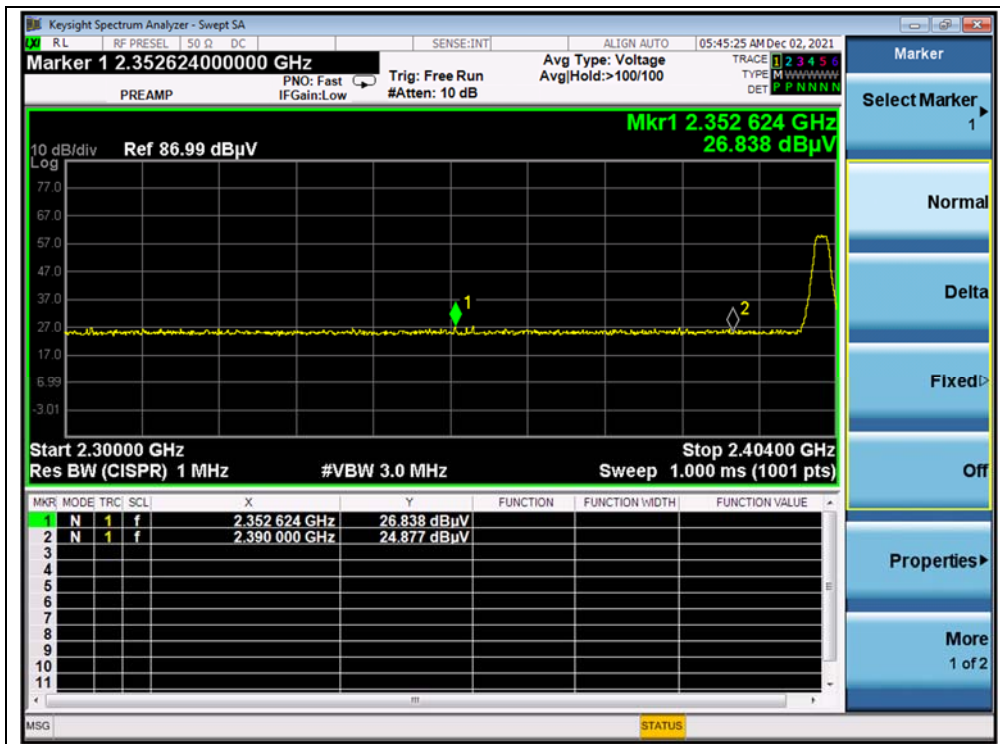 Keysight Spectrum Analyzer - Swept SA
LXI RL RF PRESEL 50 Ω DC SENSE:INT ALIGN AUTO 05:45:25 AM Dec 02, 2021
Marker 1 2.352624000000 GHz
PREAMP
PNO: Fast
IFGain:Low
Trig: Free Run
#Atten: 10 dB
Avg Type: Voltage
Avg|Hold:>100/100
TRACE 1 2 3 4 5 6
TYPE M WWWWW
DET P P N N N N
Mkr1 2.352 624 GHz
26.838 dBµV
10 dB/div Ref 86.99 dBµV
Log
77.0
67.0
57.0
47.0
37.0
27.0
17.0
6.99
-3.01
1
2
Start 2.30000 GHz Stop 2.40400 GHz
Res BW (CISPR) 1 MHz #VBW 3.0 MHz Sweep 1.000 ms (1001 pts)
MKR MODE TRC SCL X Y FUNCTION FUNCTION WIDTH FUNCTION VALUE
1 N 1 f 2.352 624 GHz 26.838 dBµV
2 N 1 f 2.390 000 GHz 24.877 dBµV
3
4
5
6
7
8
9
10
11
MSG STATUS
Marker
Select Marker
1
Normal
Delta
Fixed
Off
Properties
More
1 of 2